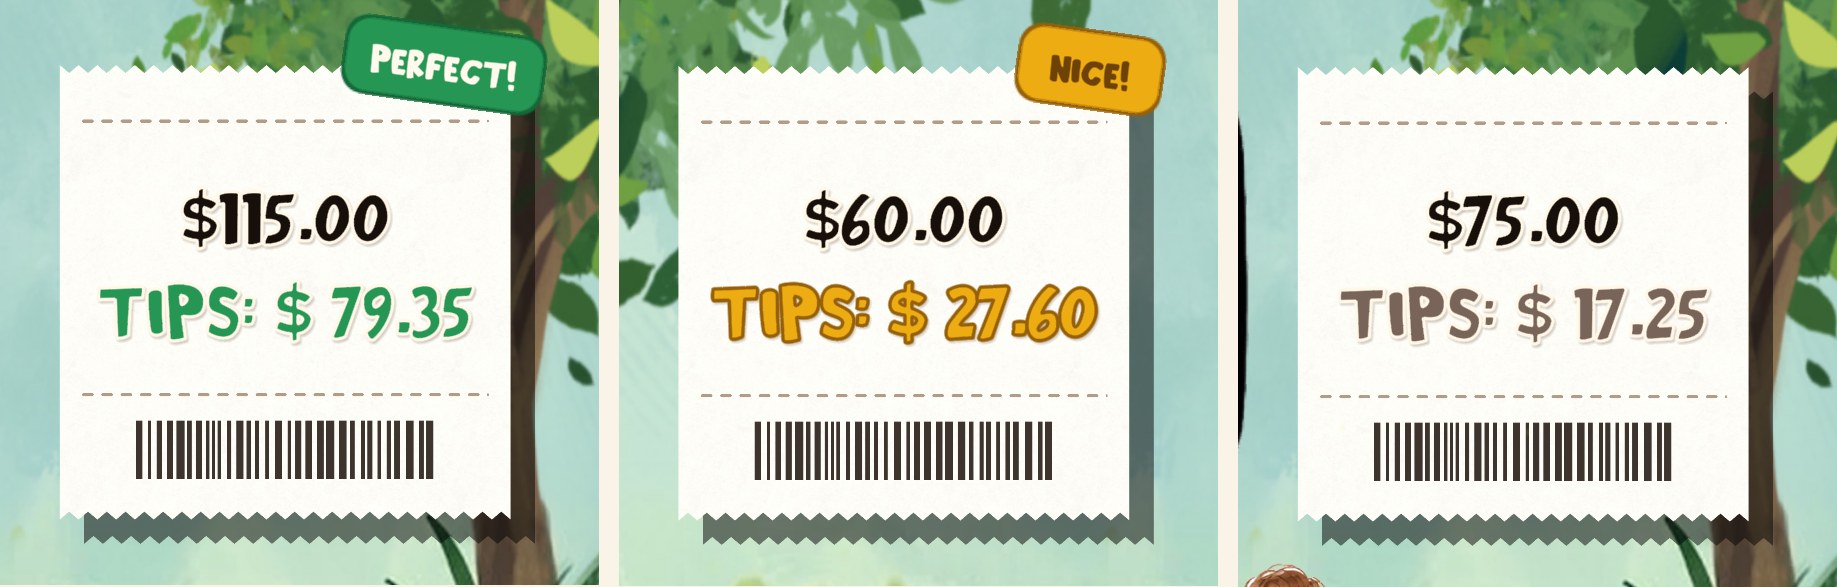 PERFECT!
$115.00
TIPS: $ 79.35
NICE!
$60.00
TIPS: $ 27.60
$75.00
TIPS: $ 17.25